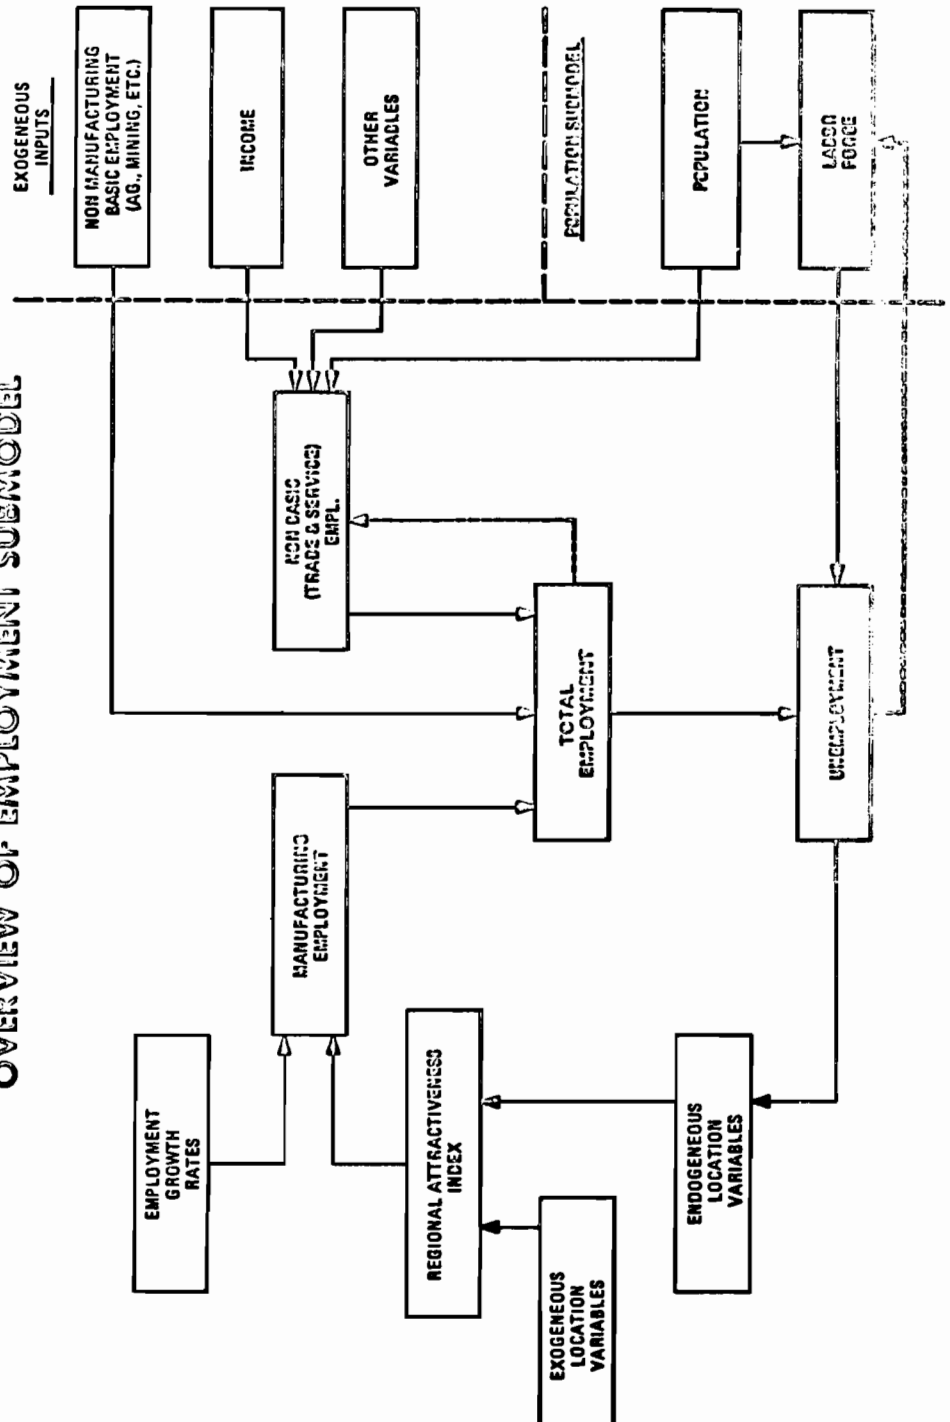 OVERVIEW OF EMPLOYMENT SUBMODEL
EXOGENEOUS
INPUTS
NON MANUFACTURING
BASIC EMPLOYMENT
(AG., MINING, ETC.)
INCOME
OTHER
VARIABLES
POPULATION SUBMODEL
POPULATION
LABOR
FORCE
NON BASIC
(TRADE & SERVICE)
EMPL.
TOTAL
EMPLOYMENT
UNEMPLOYMENT
MANUFACTURING
EMPLOYMENT
EMPLOYMENT
GROWTH
RATES
REGIONAL ATTRACTIVENESS
INDEX
EXOGENEOUS
LOCATION
VARIABLES
ENDOGENEOUS
LOCATION
VARIABLES